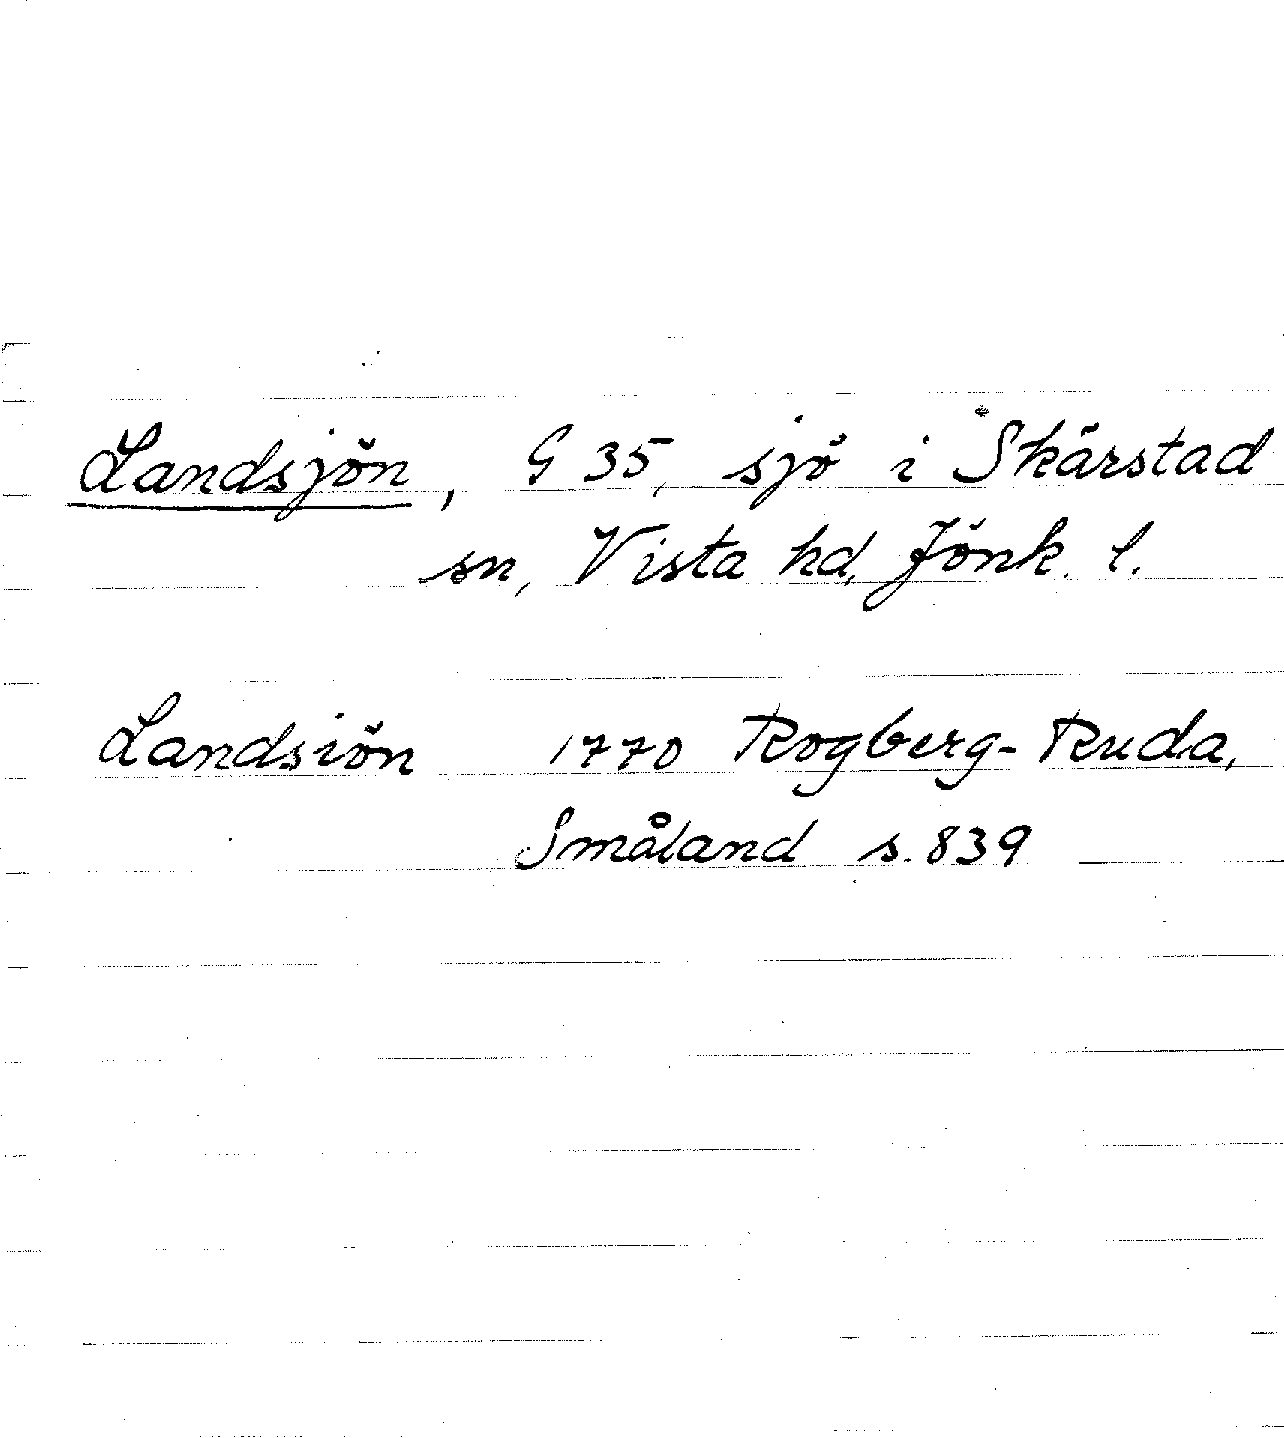 Landsjön, G 35, sjö i Skärstad
sn, Vista hd, Jönk. l.
Landsiön 1770 Rogberg-Ruda,
Småland s. 839